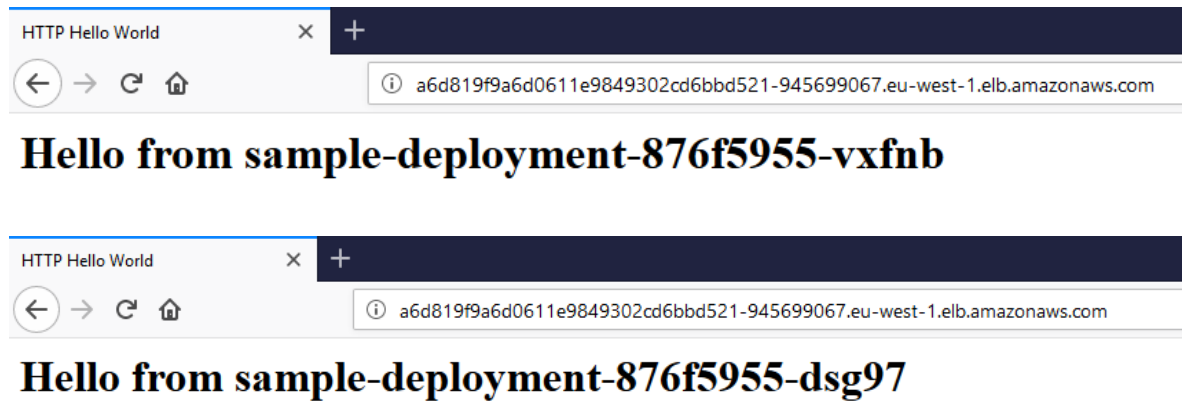 HTTP Hello World
a6d819f9a6d0611e9849302cd6bbd521-945699067.eu-west-1.elb.amazonaws.com
Hello from sample-deployment-876f5955-vxfnb
HTTP Hello World
a6d819f9a6d0611e9849302cd6bbd521-945699067.eu-west-1.elb.amazonaws.com
Hello from sample-deployment-876f5955-dsg97